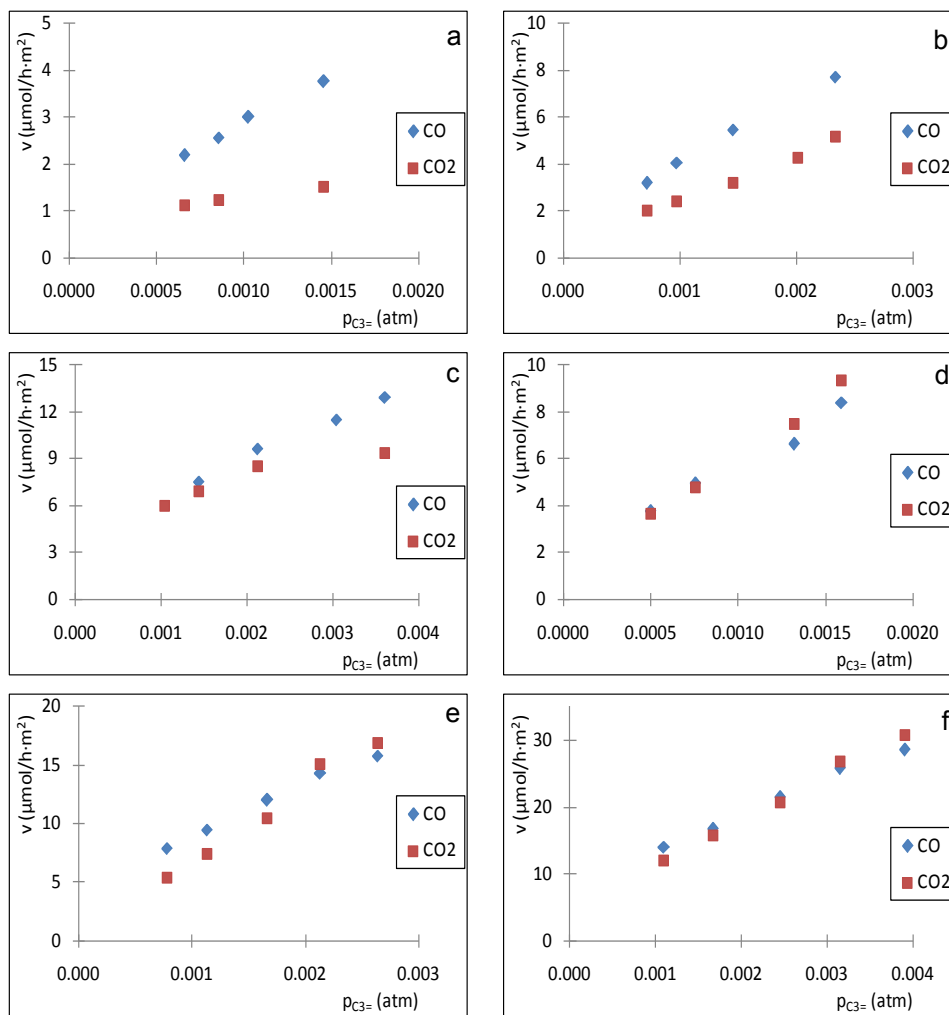 a
v (µmol/h·m²)
5
4
3
2
1
0
0.0000 0.0005 0.0010 0.0015 0.0020
p_C3= (atm)
CO
CO2
b
v (µmol/h·m²)
10
8
6
4
2
0
0.000 0.001 0.002 0.003
p_C3= (atm)
CO
CO2
c
v (µmol/h·m²)
15
12
9
6
3
0
0.000 0.001 0.002 0.003 0.004
p_C3= (atm)
CO
CO2
d
v (µmol/h·m²)
10
8
6
4
2
0
0.0000 0.0005 0.0010 0.0015 0.0020
p_C3= (atm)
CO
CO2
e
v (µmol/h·m²)
20
15
10
5
0
0.000 0.001 0.002 0.003
p_C3= (atm)
CO
CO2
f
v (µmol/h·m²)
30
20
10
0
0.000 0.001 0.002 0.003 0.004
p_C3= (atm)
CO
CO2